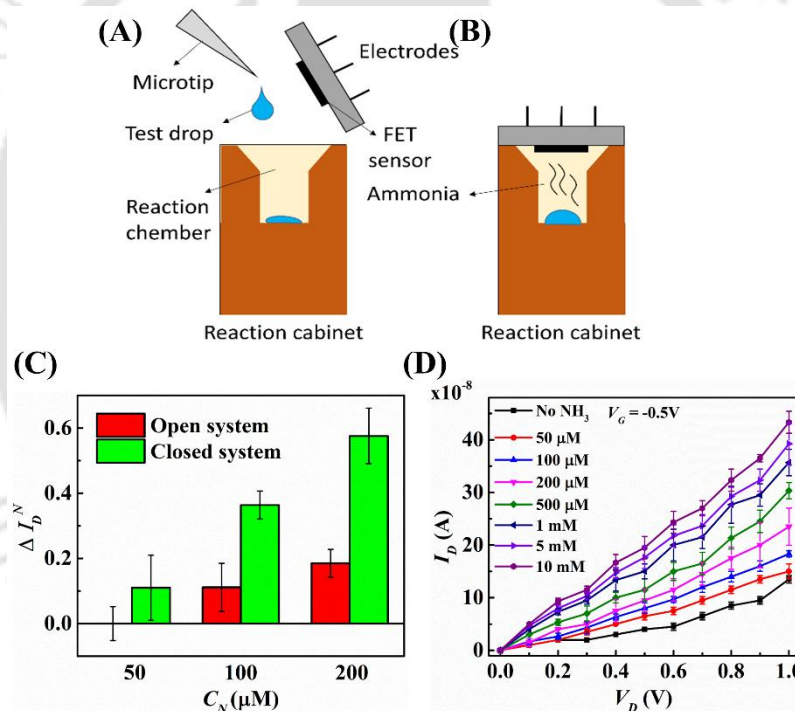 (A)
Microtip
Test drop
Reaction
chember
Electrodes
FET
sensor
Reaction cabinet
(B)
Ammonia
Reaction cabinet
(C)
Δ I_D^N
0.6
0.4
0.2
0.0
Open system
Closed system
50
100
200
C_N (μM)
(D)
x10⁻⁸
I_D (A)
40
30
20
10
0
No NH₃ V_G = -0.5V
50 μM
100 μM
200 μM
500 μM
1 mM
5 mM
10 mM
0.0
0.2
0.4
0.6
0.8
1.0
V_D (V)